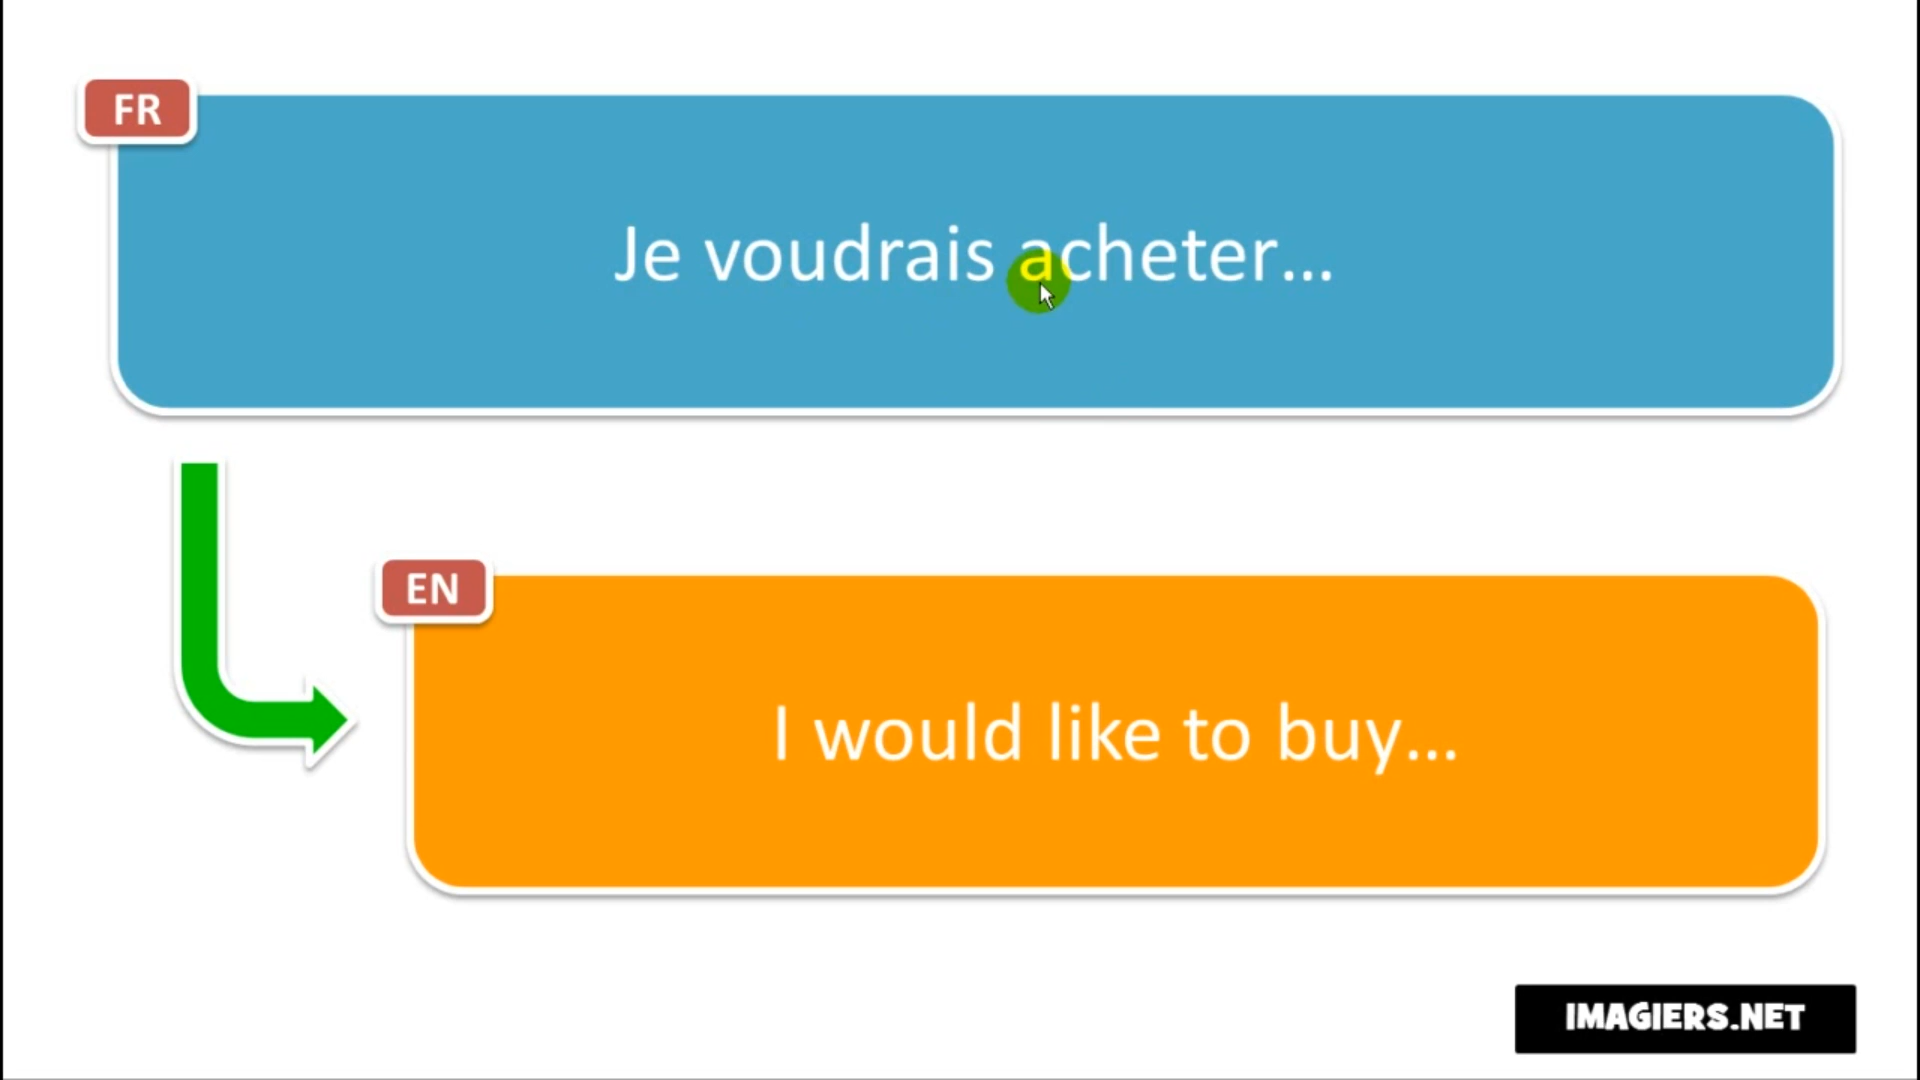 FR
Je voudrais acheter...
EN
I would like to buy...
IMAGIERS.NET